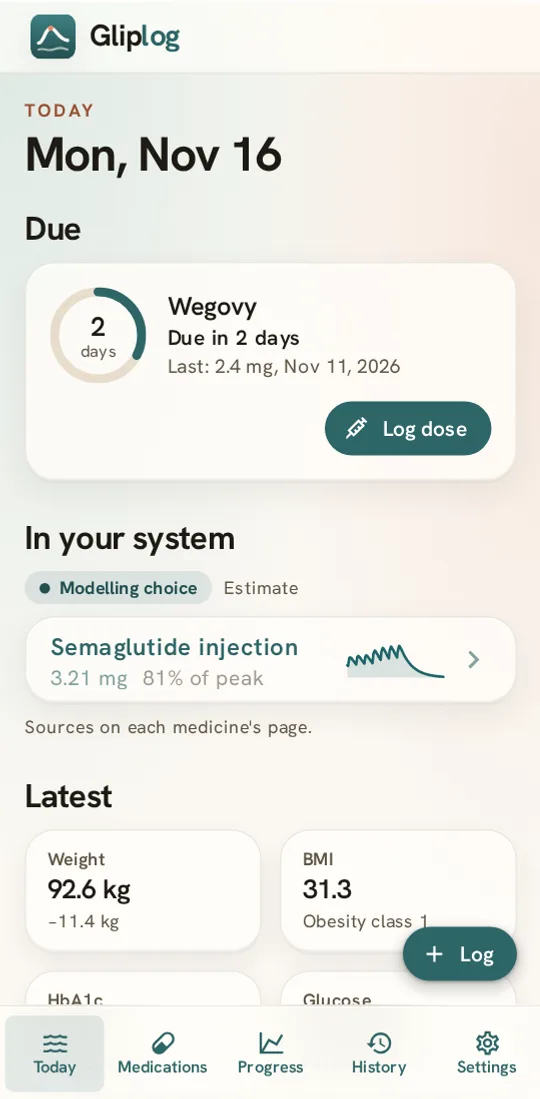 Gliplog
TODAY
Mon, Nov 16
Due
2
days
Wegovy
Due in 2 days
Last: 2.4 mg, Nov 11, 2026
Log dose
In your system
Modelling choice
Estimate
Semaglutide injection
3.21 mg 81% of peak
Sources on each medicine's page.
Latest
Weight
92.6 kg
−11.4 kg
BMI
31.3
Obesity class 1
+ Log
HbA1c
Glucose
Today
Medications
Progress
History
Settings